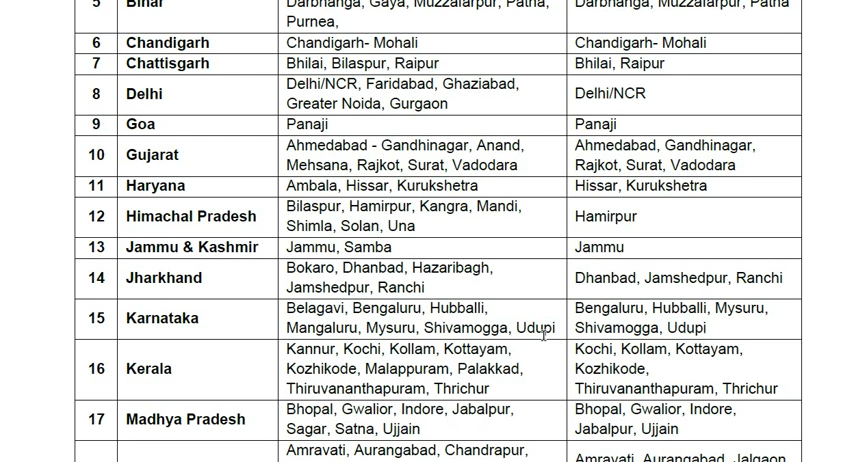 5 Bihar Darbhanga, Gaya, Muzzafarpur, Patna, Darbhanga, Muzzafarpur, Patna
Purnea,
6 Chandigarh Chandigarh- Mohali Chandigarh- Mohali
7 Chattisgarh Bhilai, Bilaspur, Raipur Bhilai, Raipur
8 Delhi Delhi/NCR, Faridabad, Ghaziabad, Delhi/NCR
Greater Noida, Gurgaon
9 Goa Panaji Panaji
10 Gujarat Ahmedabad - Gandhinagar, Anand, Ahmedabad, Gandhinagar,
Mehsana, Rajkot, Surat, Vadodara Rajkot, Surat, Vadodara
11 Haryana Ambala, Hissar, Kurukshetra Hissar, Kurukshetra
12 Himachal Pradesh Bilaspur, Hamirpur, Kangra, Mandi, Hamirpur
Shimla, Solan, Una
13 Jammu & Kashmir Jammu, Samba Jammu
14 Jharkhand Bokaro, Dhanbad, Hazaribagh, Dhanbad, Jamshedpur, Ranchi
Jamshedpur, Ranchi
15 Karnataka Belagavi, Bengaluru, Hubballi, Bengaluru, Hubballi, Mysuru,
Mangaluru, Mysuru, Shivamogga, Udupi Shivamogga, Udupi
16 Kerala Kannur, Kochi, Kollam, Kottayam, Kochi, Kollam, Kottayam,
Kozhikode, Malappuram, Palakkad, Kozhikode,
Thiruvananthapuram, Thrichur Thiruvananthapuram, Thrichur
17 Madhya Pradesh Bhopal, Gwalior, Indore, Jabalpur, Bhopal, Gwalior, Indore,
Sagar, Satna, Ujjain Jabalpur, Ujjain
Amravati, Aurangabad, Chandrapur, Amravati, Aurangabad, Jalgaon